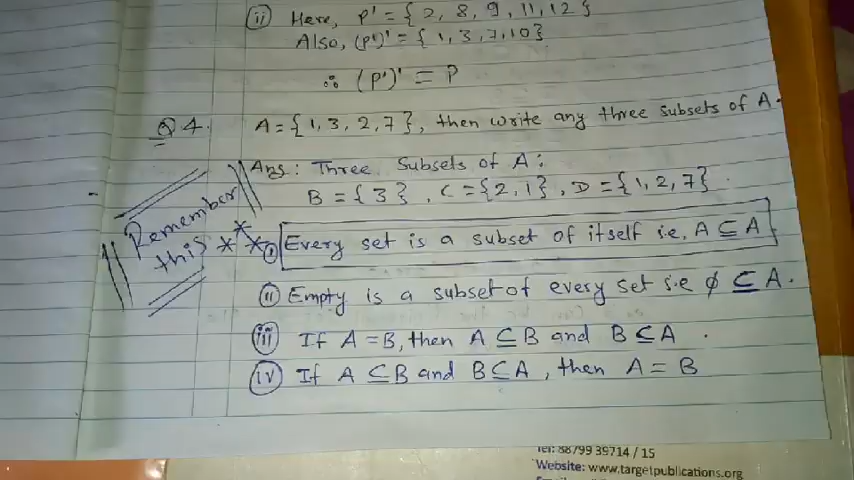 (ii) Here, P' = { 2, 8, 9, 11, 12 }
Also, (P')' = { 1, 3, 7, 10 }
∴ (P')' = P
Q 4. A = { 1, 3, 2, 7 }, then write any three subsets of A.
Ans : Three Subsets of A :
B = { 3 }, C = { 2, 1 }, D = { 1, 2, 7 }.
Remember
this ***
(i) Every set is a subset of itself i.e, A ⊆ A
(ii) Empty is a subset of every set i.e φ ⊆ A.
(iii) If A = B, then A ⊆ B and B ⊆ A .
(iv) If A ⊆ B and B ⊆ A, then A = B
Tel: 88799 39714 / 15
Website: www.targetpublications.org